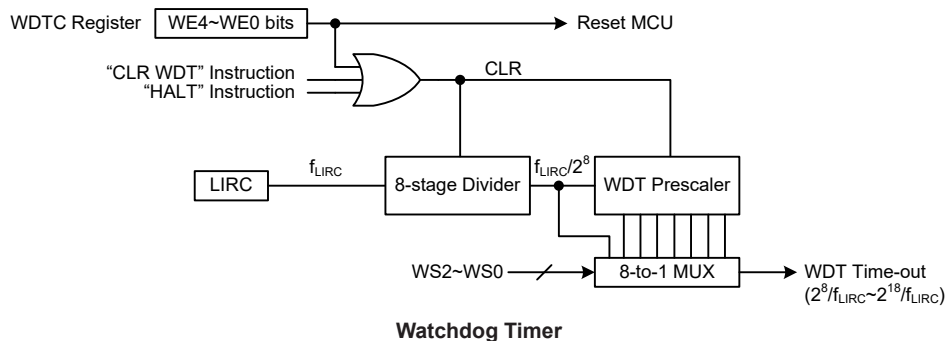 WDTC Register
WE4~WE0 bits
Reset MCU
“CLR WDT” Instruction
“HALT” Instruction
CLR
LIRC
fLIRC
8-stage Divider
fLIRC/2⁸
WDT Prescaler
WS2~WS0
8-to-1 MUX
WDT Time-out
(2⁸/fLIRC~2¹⁸/fLIRC)
Watchdog Timer